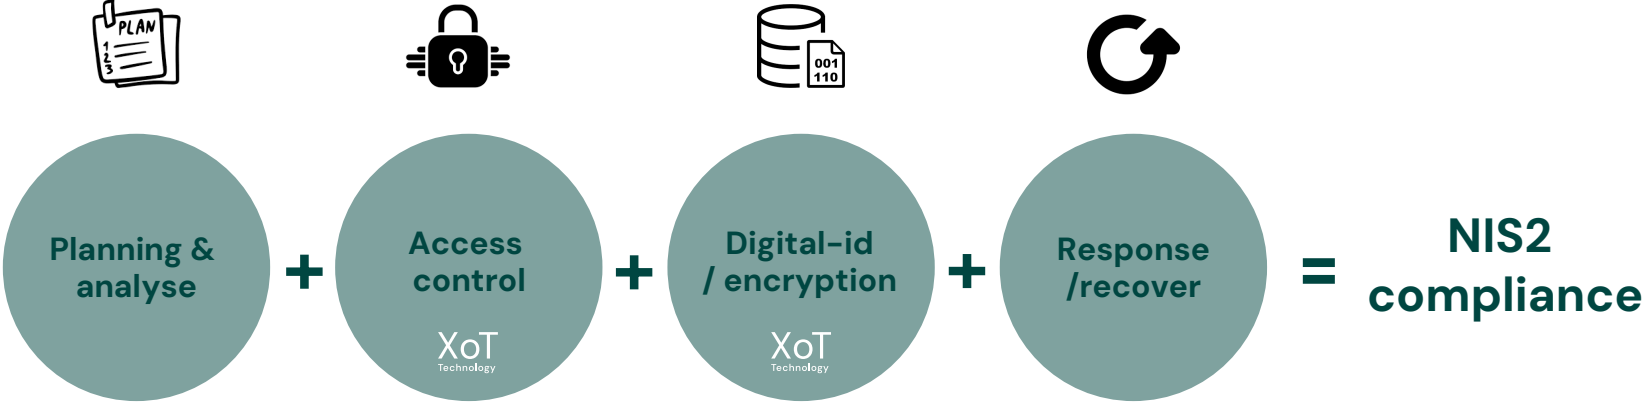 PLAN
1
2
3
001
110
Planning &
analyse
+
Access
control
XoT
Technology
+
Digital-id
/ encryption
XoT
Technology
+
Response
/recover
=
NIS2
compliance